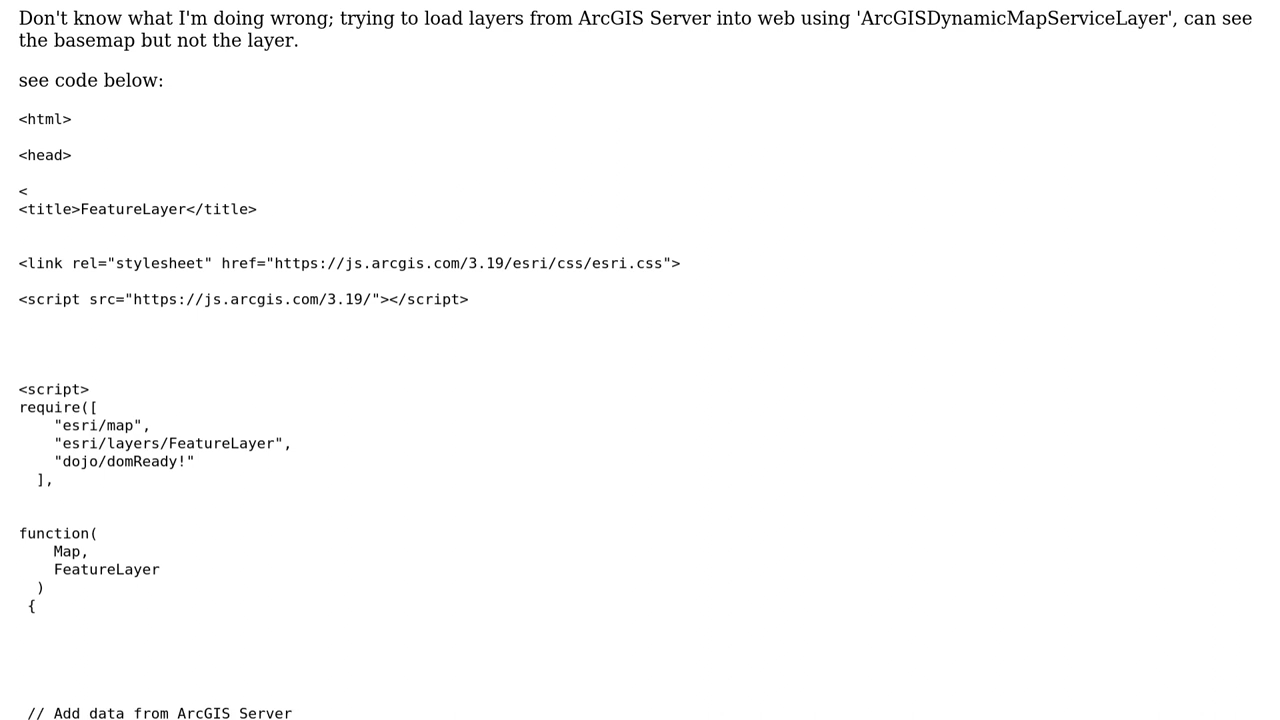 Don't know what I'm doing wrong; trying to load layers from ArcGIS Server into web using 'ArcGISDynamicMapServiceLayer', can see
the basemap but not the layer.
see code below:
<html>
<head>
<
<title>FeatureLayer</title>
<link rel="stylesheet" href="https://js.arcgis.com/3.19/esri/css/esri.css">
<script src="https://js.arcgis.com/3.19/"></script>
<script>
require([
    "esri/map",
    "esri/layers/FeatureLayer",
    "dojo/domReady!"
  ],
function(
    Map,
    FeatureLayer
  )
 {
 // Add data from ArcGIS Server